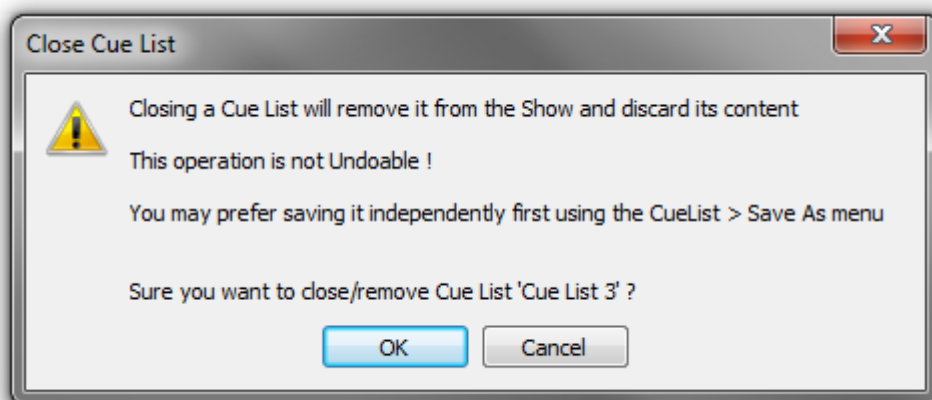 Close Cue List
Closing a Cue List will remove it from the Show and discard its content
This operation is not Undoable !
You may prefer saving it independently first using the CueList > Save As menu
Sure you want to close/remove Cue List 'Cue List 3' ?
OK
Cancel